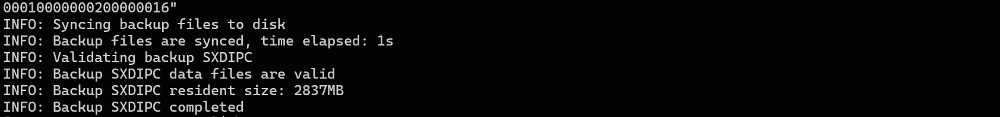 00010000000200000016"
INFO: Syncing backup files to disk
INFO: Backup files are synced, time elapsed: 1s
INFO: Validating backup SXDIPC
INFO: Backup SXDIPC data files are valid
INFO: Backup SXDIPC resident size: 2837MB
INFO: Backup SXDIPC completed